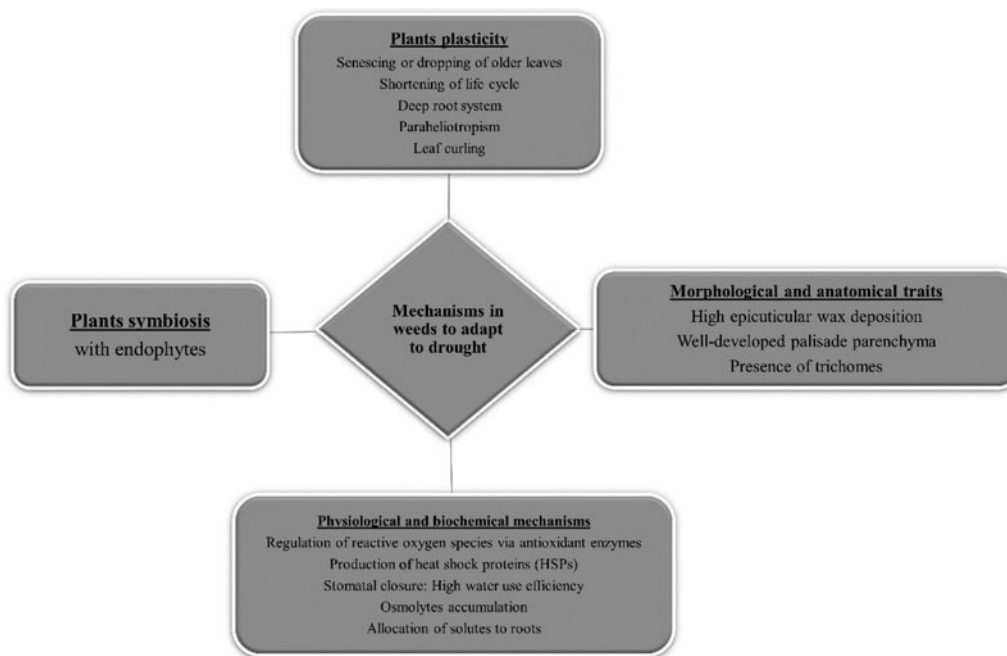 Plants plasticity
Senescing or dropping of older leaves
Shortening of life cycle
Deep root system
Paraheliotropism
Leaf curling
Plants symbiosis
with endophytes
Mechanisms in
weeds to adapt
to drought
Morphological and anatomical traits
High epicuticular wax deposition
Well-developed palisade parenchyma
Presence of trichomes
Physiological and biochemical mechanisms
Regulation of reactive oxygen species via antioxidant enzymes
Production of heat shock proteins (HSPs)
Stomatal closure: High water use efficiency
Osmolytes accumulation
Allocation of solutes to roots